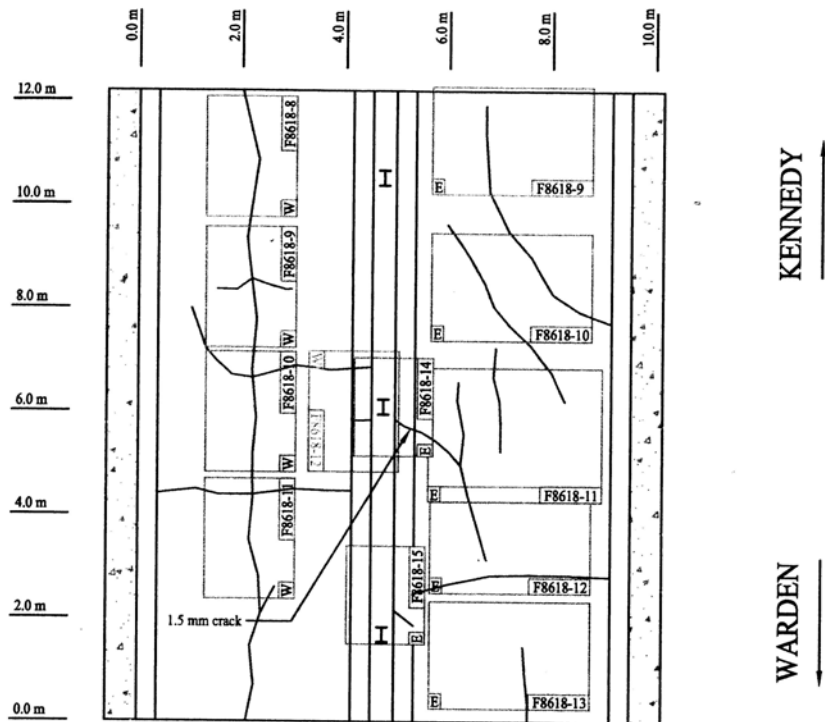 0.0 m
2.0 m
4.0 m
6.0 m
8.0 m
10.0 m
12.0 m
10.0 m
8.0 m
6.0 m
4.0 m
2.0 m
0.0 m
F8618-8
W
F8618-9
W
F8618-10
W
F8618-11
W
W
F8618-12
I
I
I
F8618-14
E
F8618-15
E
E
F8618-9
E
F8618-10
E
F8618-11
E
F8618-12
E
F8618-13
1.5 mm crack
KENNEDY
WARDEN